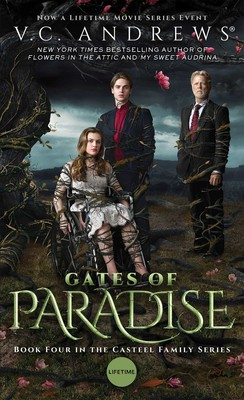 NOW A LIFETIME MOVIE SERIES EVENT
V.C. ANDREWS®
NEW YORK TIMES BESTSELLING AUTHOR OF
FLOWERS IN THE ATTIC AND MY SWEET AUDRINA
GATES OF
PARADISE
BOOK FOUR IN THE CASTEEL FAMILY SERIES
LIFETIME